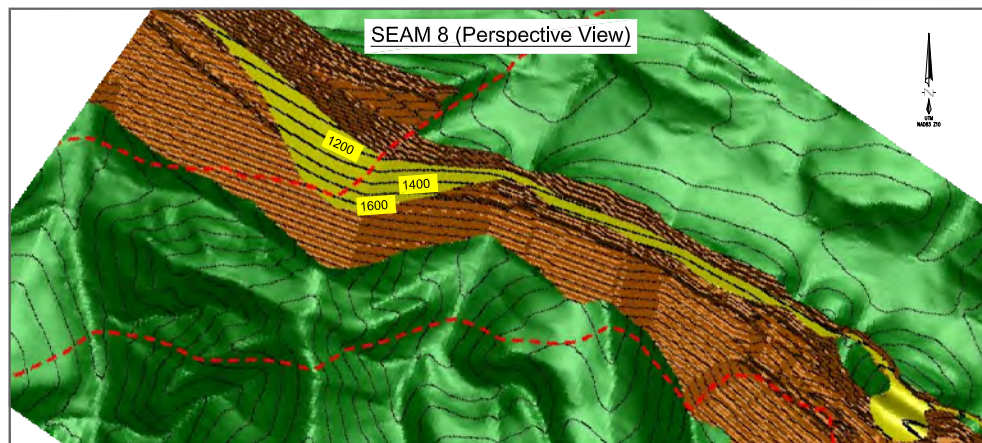 SEAM 8 (Perspective View)
N
UTM
NAD83 Z10
1200
1400
1600